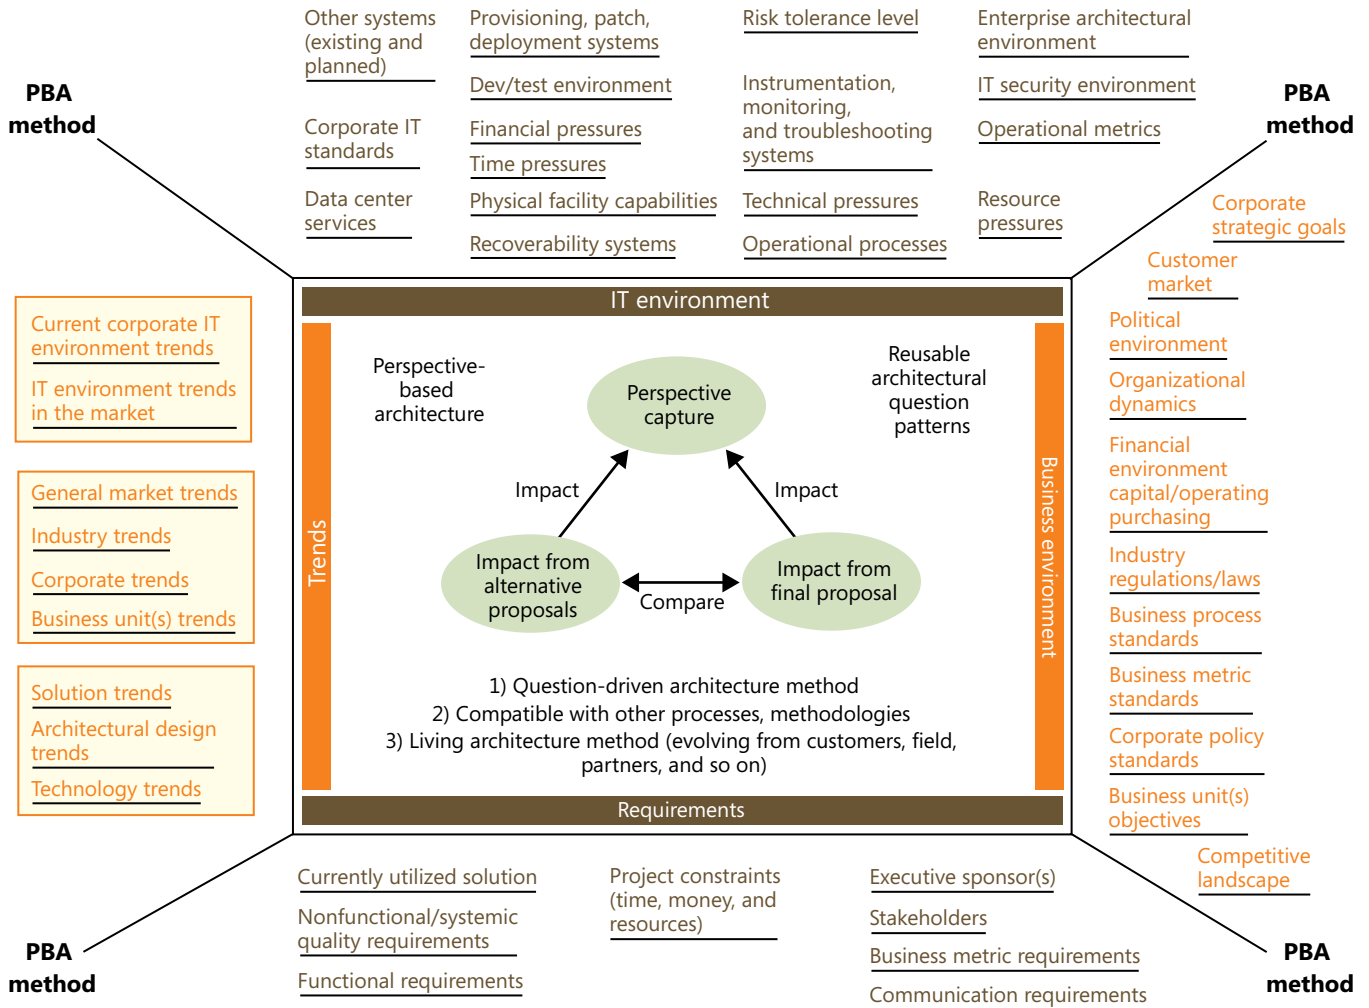 PBA
method
Other systems
(existing and
planned)
Corporate IT
standards
Data center
services
Provisioning, patch,
deployment systems
Dev/test environment
Financial pressures
Time pressures
Physical facility capabilities
Recoverability systems
Risk tolerance level
Instrumentation,
monitoring,
and troubleshooting
systems
Technical pressures
Operational processes
Enterprise architectural
environment
IT security environment
Operational metrics
Resource
pressures
PBA
method
Current corporate IT
environment trends
IT environment trends
in the market
General market trends
Industry trends
Corporate trends
Business unit(s) trends
Solution trends
Architectural design
trends
Technology trends
IT environment
Trends
Perspective-
based
architecture
Perspective
capture
Reusable
architectural
question
patterns
Impact
Impact
Impact from
alternative
proposals
Compare
Impact from
final proposal
1) Question-driven architecture method
2) Compatible with other processes, methodologies
3) Living architecture method (evolving from customers, field,
partners, and so on)
Business environment
Requirements
Corporate
strategic goals
Customer
market
Political
environment
Organizational
dynamics
Financial
environment
capital/operating
purchasing
Industry
regulations/laws
Business process
standards
Business metric
standards
Corporate policy
standards
Business unit(s)
objectives
Competitive
landscape
PBA
method
Currently utilized solution
Nonfunctional/systemic
quality requirements
Functional requirements
Project constraints
(time, money, and
resources)
Executive sponsor(s)
Stakeholders
Business metric requirements
Communication requirements
PBA
method